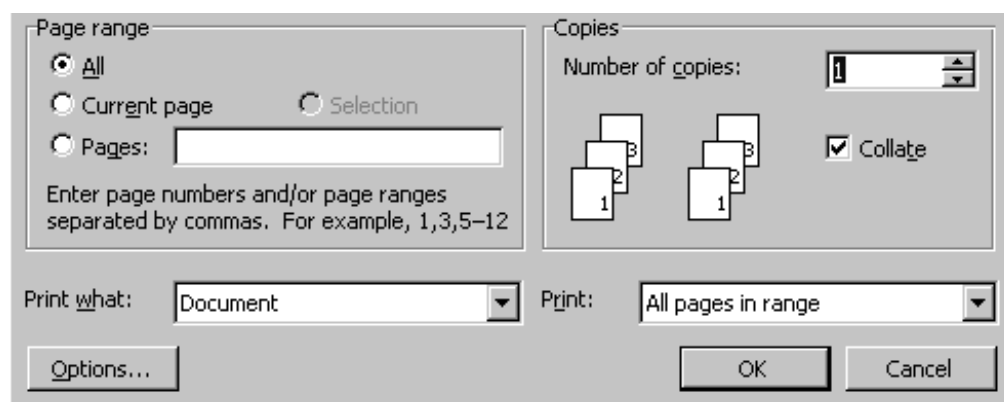 Page range
All
Current page
Selection
Pages:
Enter page numbers and/or page ranges
separated by commas.  For example, 1,3,5–12
Copies
Number of copies:
1
3
2
1
3
2
1
Collate
Print what:
Document
Print:
All pages in range
Options...
OK
Cancel